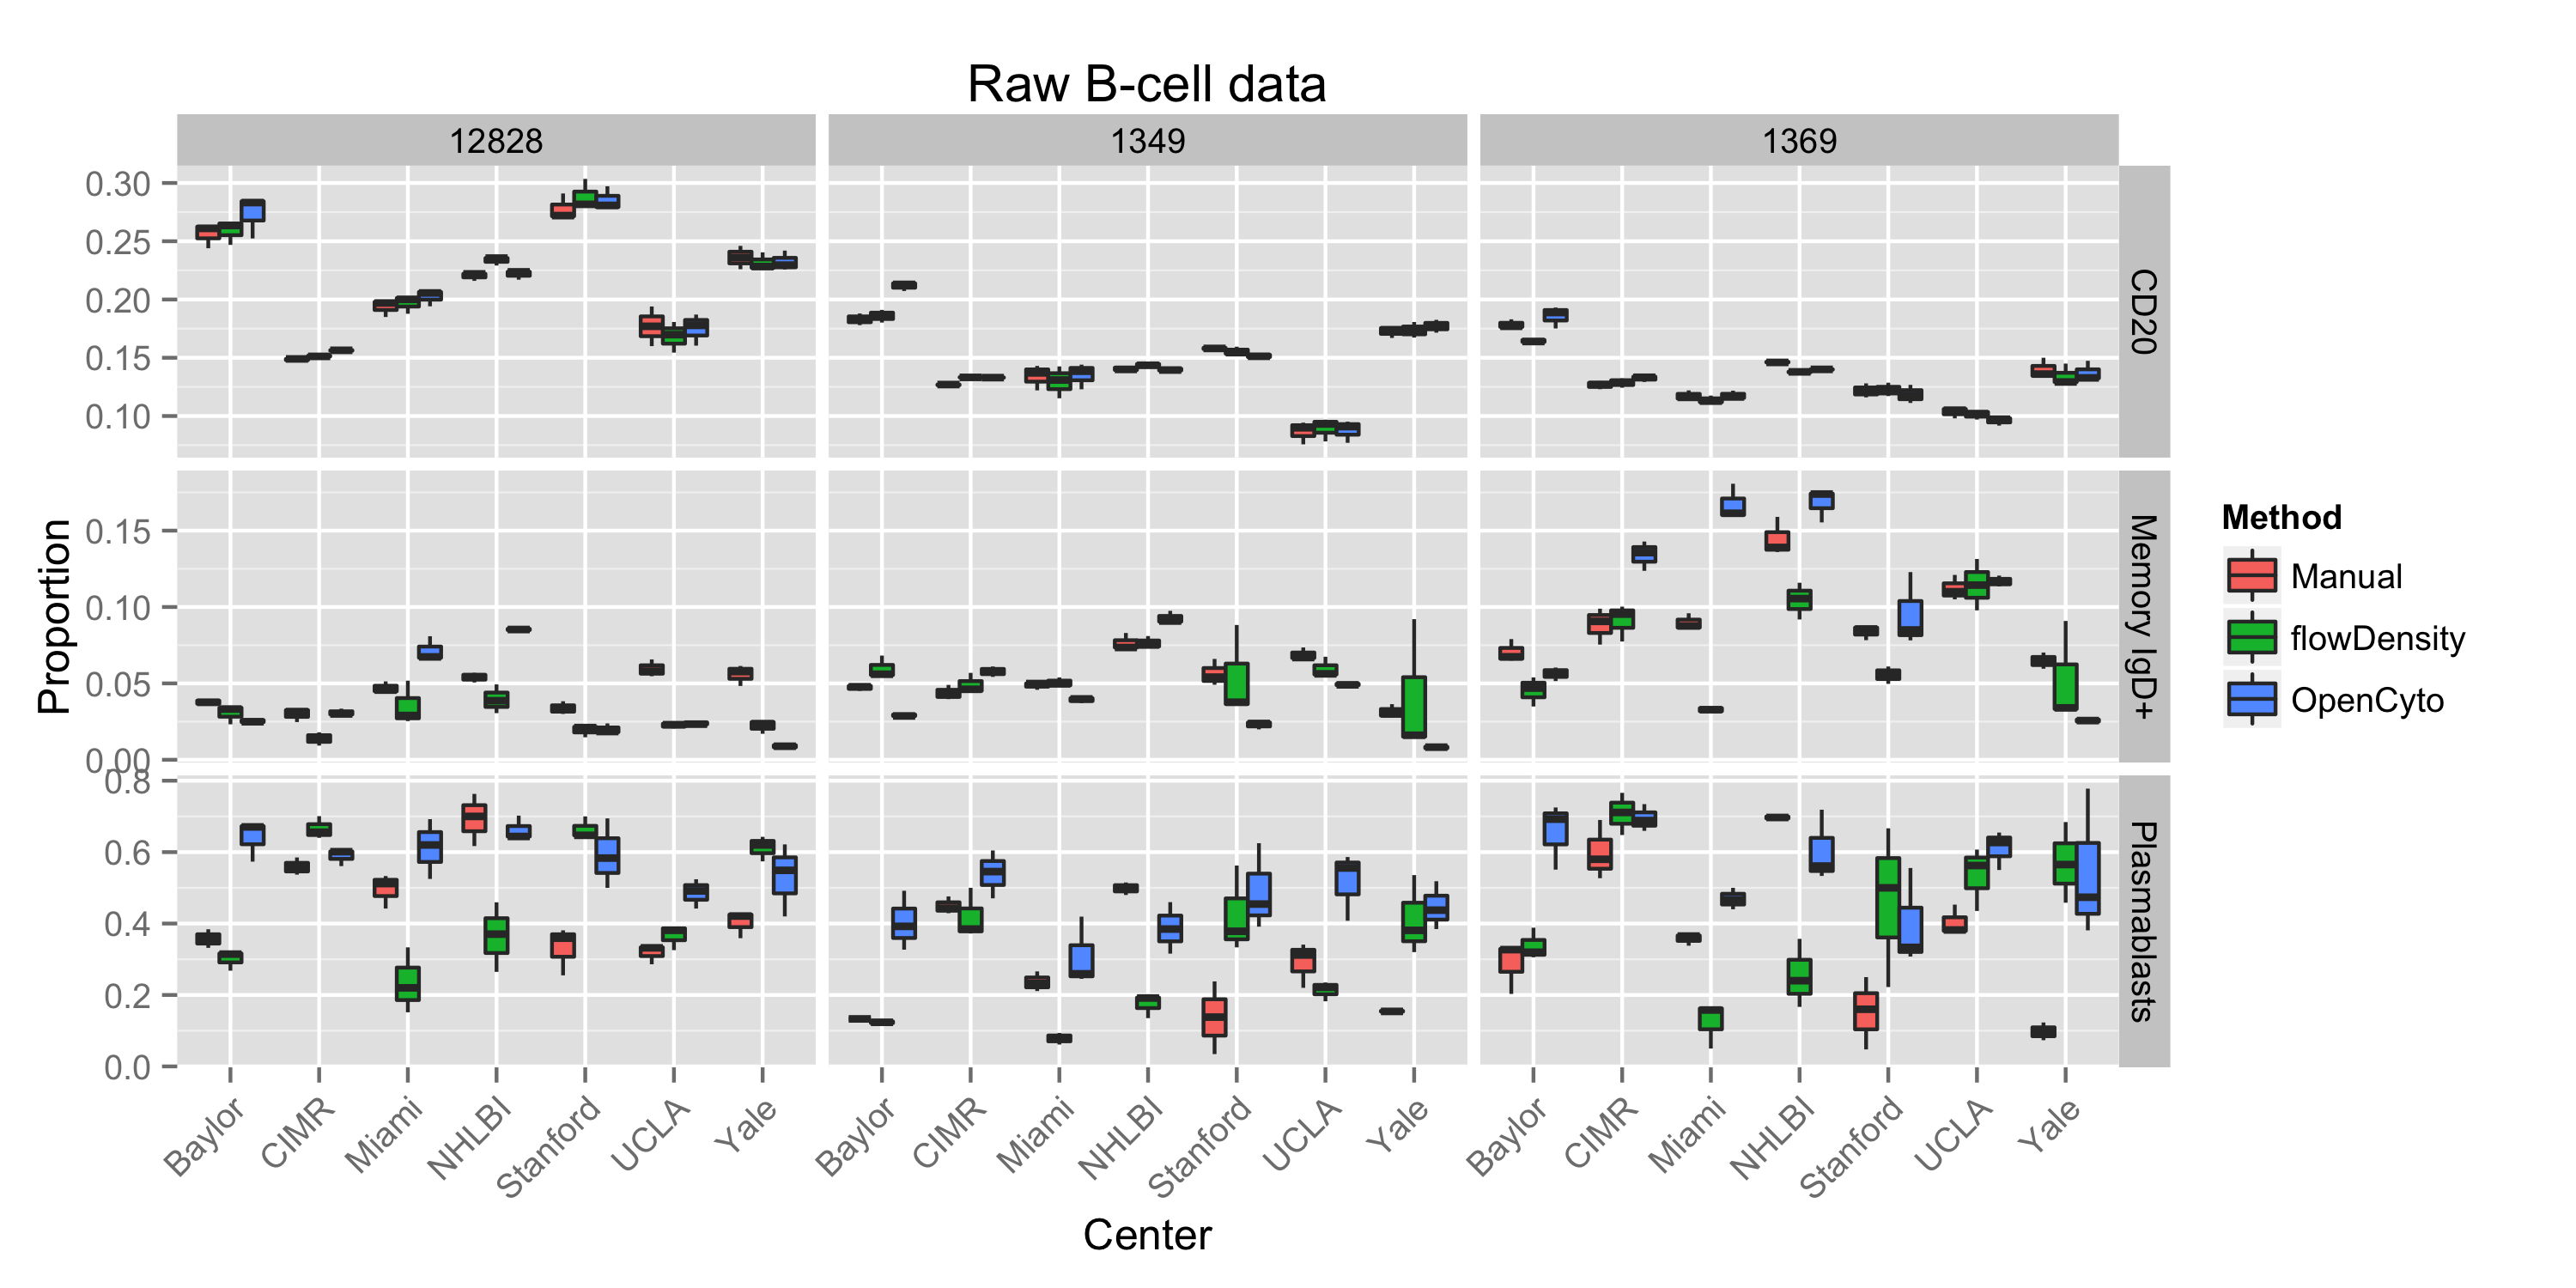 Raw B-cell data
12828 1349 1369
0.30
0.25
0.20
0.15
0.10
CD20
0.15
0.10
0.05
0.00
Memory IgD+
0.8
0.6
0.4
0.2
0.0
Plasmablasts
Proportion
Baylor CIMR Miami NHLBI Stanford UCLA Yale Baylor CIMR Miami NHLBI Stanford UCLA Yale Baylor CIMR Miami NHLBI Stanford UCLA Yale
Center
Method
Manual
flowDensity
OpenCyto